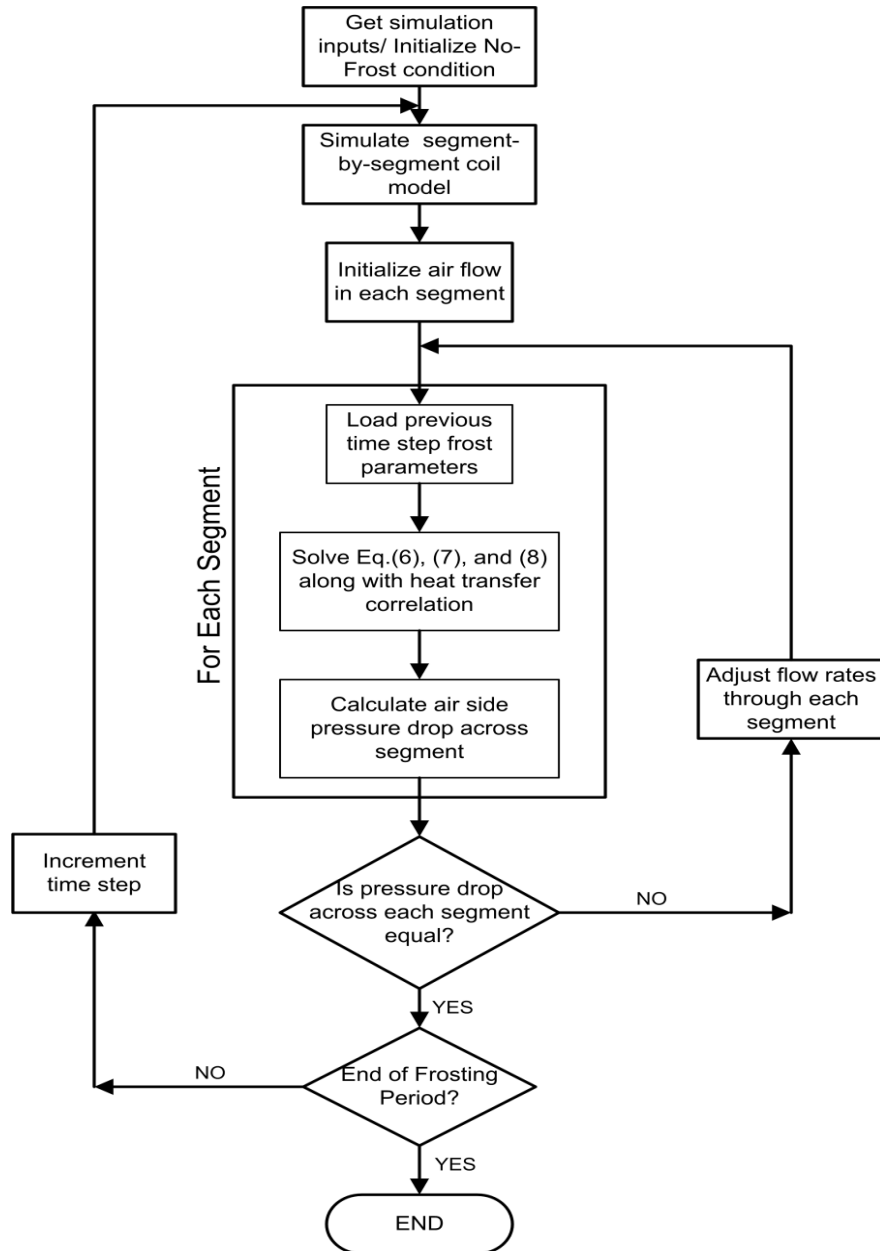 Get simulation
inputs/ Initialize No-
Frost condition
Simulate segment-
by-segment coil
model
Initialize air flow
in each segment
For Each Segment
Load previous
time step frost
parameters
Solve Eq.(6), (7), and (8)
along with heat transfer
correlation
Calculate air side
pressure drop across
segment
Adjust flow rates
through each
segment
Increment
time step
Is pressure drop
across each segment
equal?
NO
YES
End of Frosting
Period?
NO
YES
END